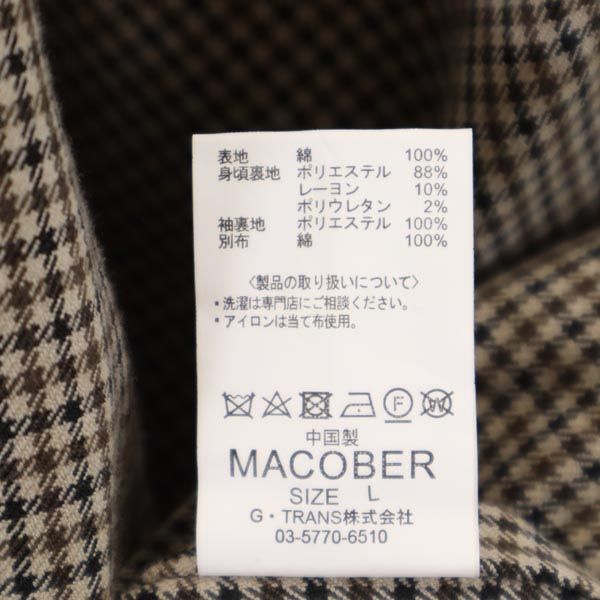 表地 綿 100%
身頃裏地 ポリエステル 88%
レーヨン 10%
ポリウレタン 2%
袖裏地 ポリエステル 100%
別布 綿 100%
〈製品の取り扱いについて〉
・洗濯は専門店にご相談ください。
・アイロンは当て布使用。
F W
中国製
MACOBER
SIZE L
G・TRANS株式会社
03-5770-6510